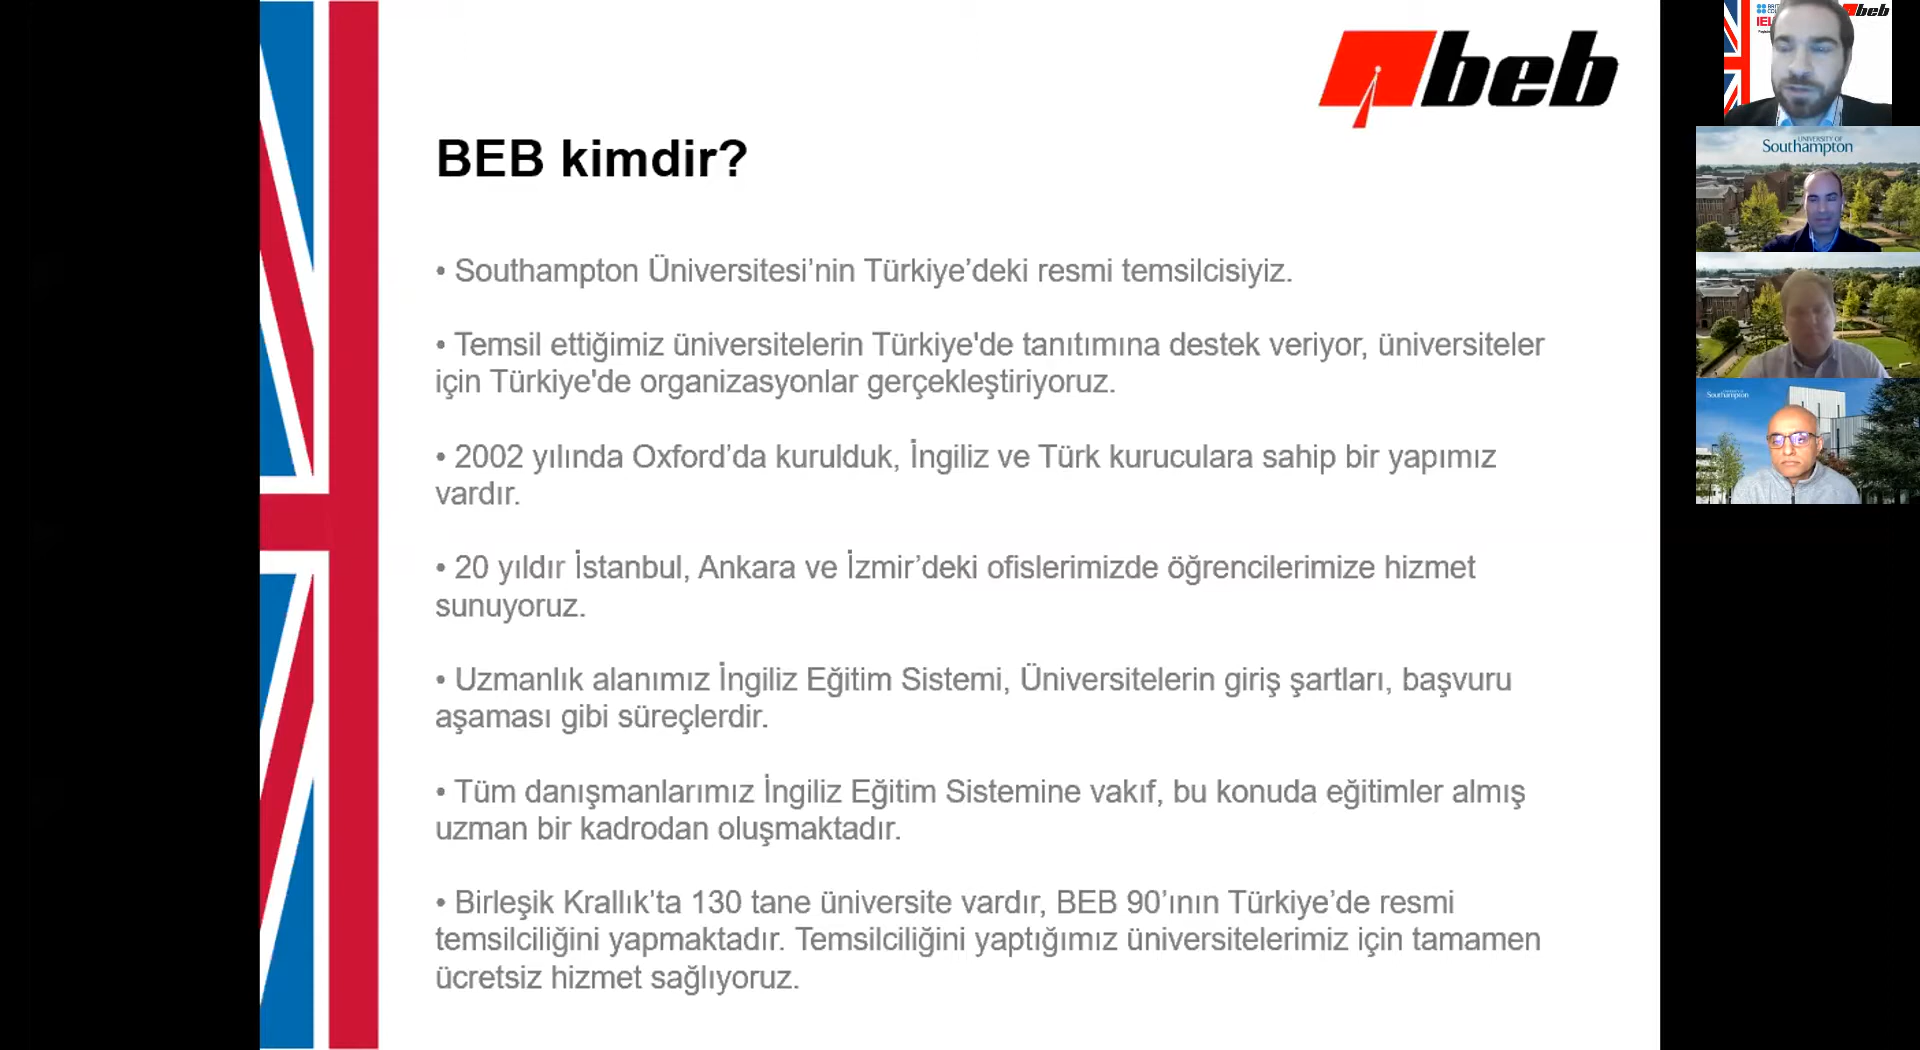 beb
BEB kimdir?
• Southampton Üniversitesi’nin Türkiye’deki resmi temsilcisiyiz.
• Temsil ettiğimiz üniversitelerin Türkiye'de tanıtımına destek veriyor, üniversiteler
için Türkiye'de organizasyonlar gerçekleştiriyoruz.
• 2002 yılında Oxford’da kurulduk, İngiliz ve Türk kuruculara sahip bir yapımız
vardır.
• 20 yıldır İstanbul, Ankara ve İzmir’deki ofislerimizde öğrencilerimize hizmet
sunuyoruz.
• Uzmanlık alanımız İngiliz Eğitim Sistemi, Üniversitelerin giriş şartları, başvuru
aşaması gibi süreçlerdir.
• Tüm danışmanlarımız İngiliz Eğitim Sistemine vakıf, bu konuda eğitimler almış
uzman bir kadrodan oluşmaktadır.
• Birleşik Krallık’ta 130 tane üniversite vardır, BEB 90’ının Türkiye’de resmi
temsilciliğini yapmaktadır. Temsilciliğini yaptığımız üniversitelerimiz için tamamen
ücretsiz hizmet sağlıyoruz.
beb
UNIVERSITY OF
Southampton
Southampton